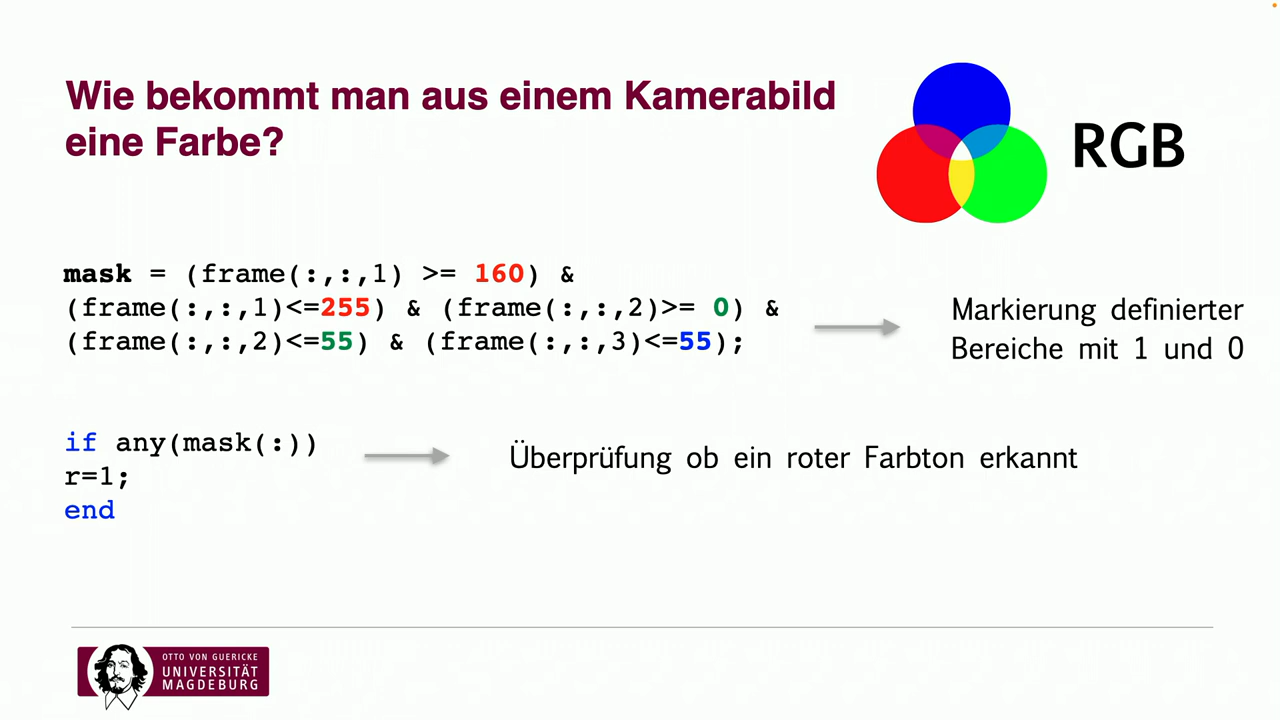 Wie bekommt man aus einem Kamerabild
eine Farbe?
RGB
mask = (frame(:,:,1) >= 160) &
(frame(:,:,1)<=255) & (frame(:,:,2)>= 0) &
(frame(:,:,2)<=55) & (frame(:,:,3)<=55);
Markierung definierter
Bereiche mit 1 und 0
if any(mask(:))
r=1;
end
Überprüfung ob ein roter Farbton erkannt
OTTO VON GUERICKE
UNIVERSITÄT
MAGDEBURG